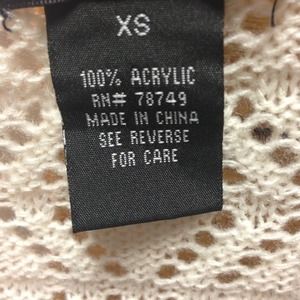 XS
100% ACRYLIC
RN# 78749
MADE IN CHINA
SEE REVERSE
FOR CARE